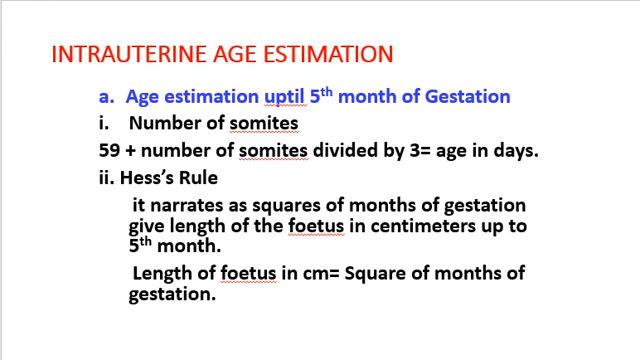 INTRAUTERINE AGE ESTIMATION
a. Age estimation uptil 5th month of Gestation
i. Number of somites
59 + number of somites divided by 3= age in days.
ii. Hess's Rule
it narrates as squares of months of gestation
give length of the foetus in centimeters up to
5th month.
Length of foetus in cm= Square of months of
gestation.